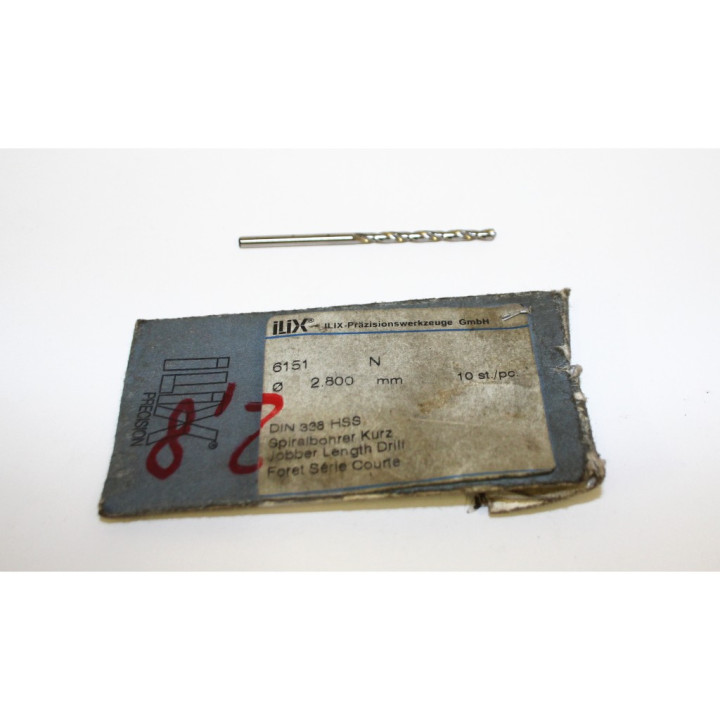 iLiX® ILIX-Präzisionswerkzeuge GmbH
6151 N
Ø 2.800 mm 10 st./pc
DIN 338 HSS
Spiralbohrer Kurz
Jobber Length Drill
Foret Série Courte
iLiX®
PRECISION
2,8